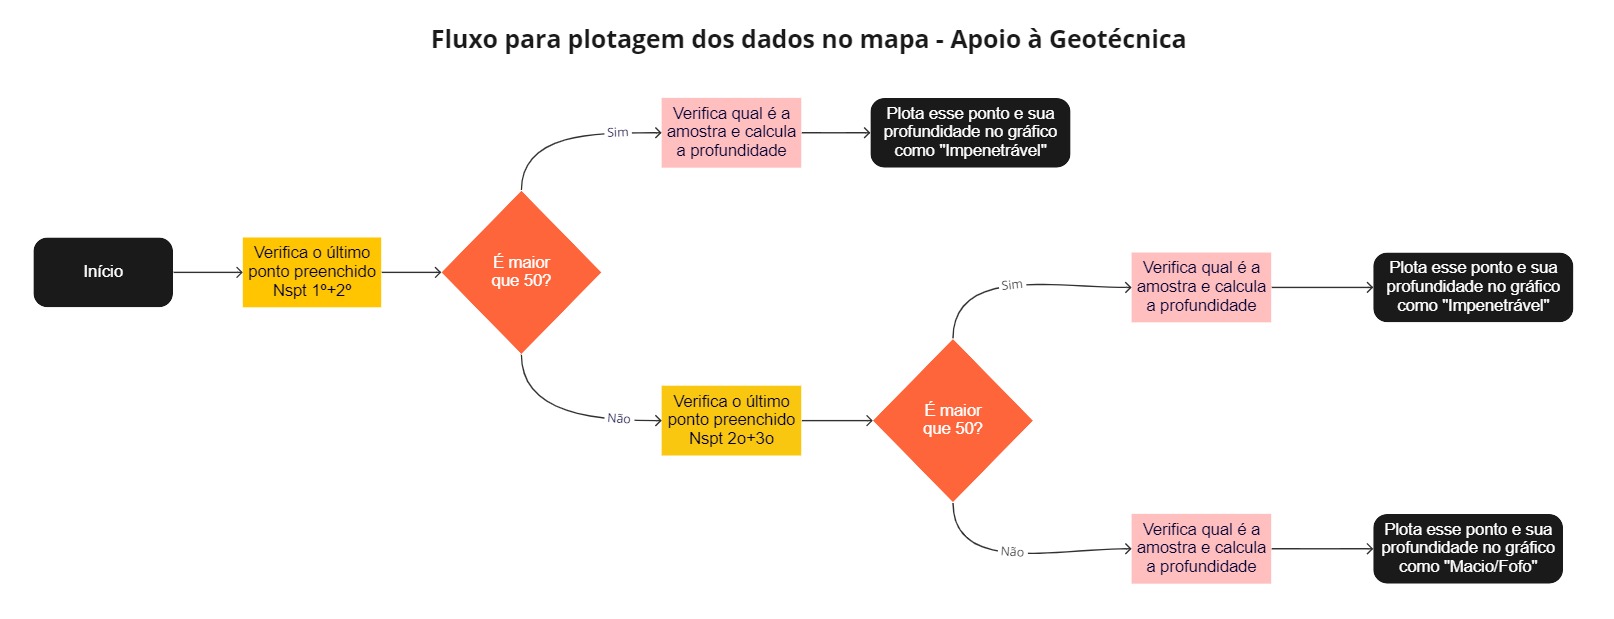 Fluxo para plotagem dos dados no mapa - Apoio à Geotécnica
Início
Verifica o último
ponto preenchido
Nspt 1º+2º
É maior
que 50?
Sim
Verifica qual é a
amostra e calcula
a profundidade
Plota esse ponto e sua
profundidade no gráfico
como "Impenetrável"
Não
Verifica o último
ponto preenchido
Nspt 2o+3o
É maior
que 50?
Sim
Verifica qual é a
amostra e calcula
a profundidade
Plota esse ponto e sua
profundidade no gráfico
como "Impenetrável"
Não
Verifica qual é a
amostra e calcula
a profundidade
Plota esse ponto e sua
profundidade no gráfico
como "Macio/Fofo"